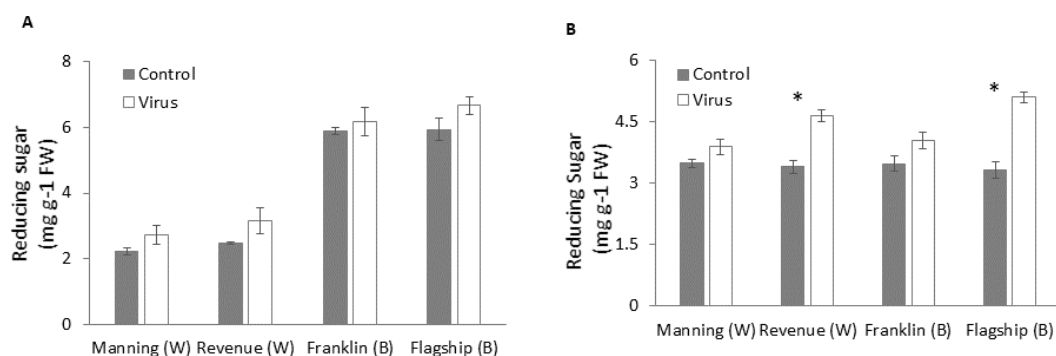 A
Reducing sugar
(mg g-1 FW)
8
6
4
2
0
Control
Virus
Manning (W) Revenue (W) Franklin (B) Flagship (B)
B
Reducing Sugar
(mg g-1 FW)
6
4.5
3
1.5
0
Control
Virus
*
*
Manning (W) Revenue (W) Franklin (B) Flagship (B)